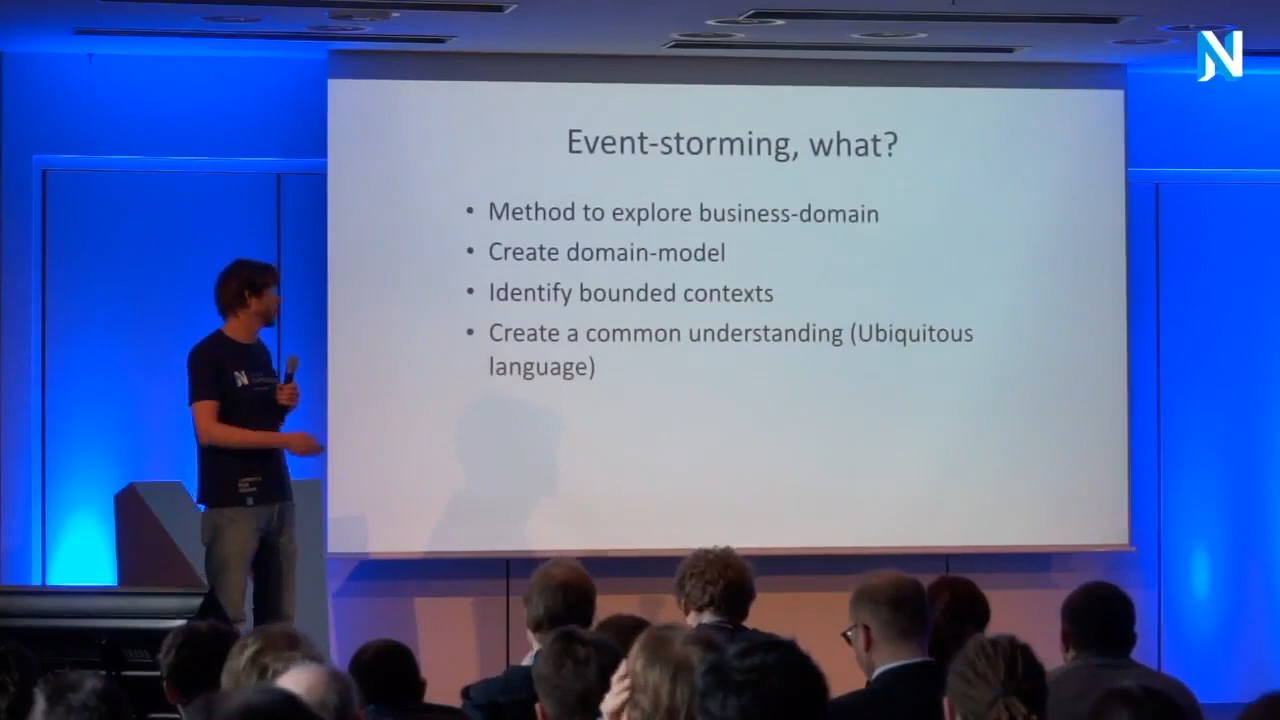 N
Event-storming, what?
• Method to explore business-domain
• Create domain-model
• Identify bounded contexts
• Create a common understanding (Ubiquitous
language)
N